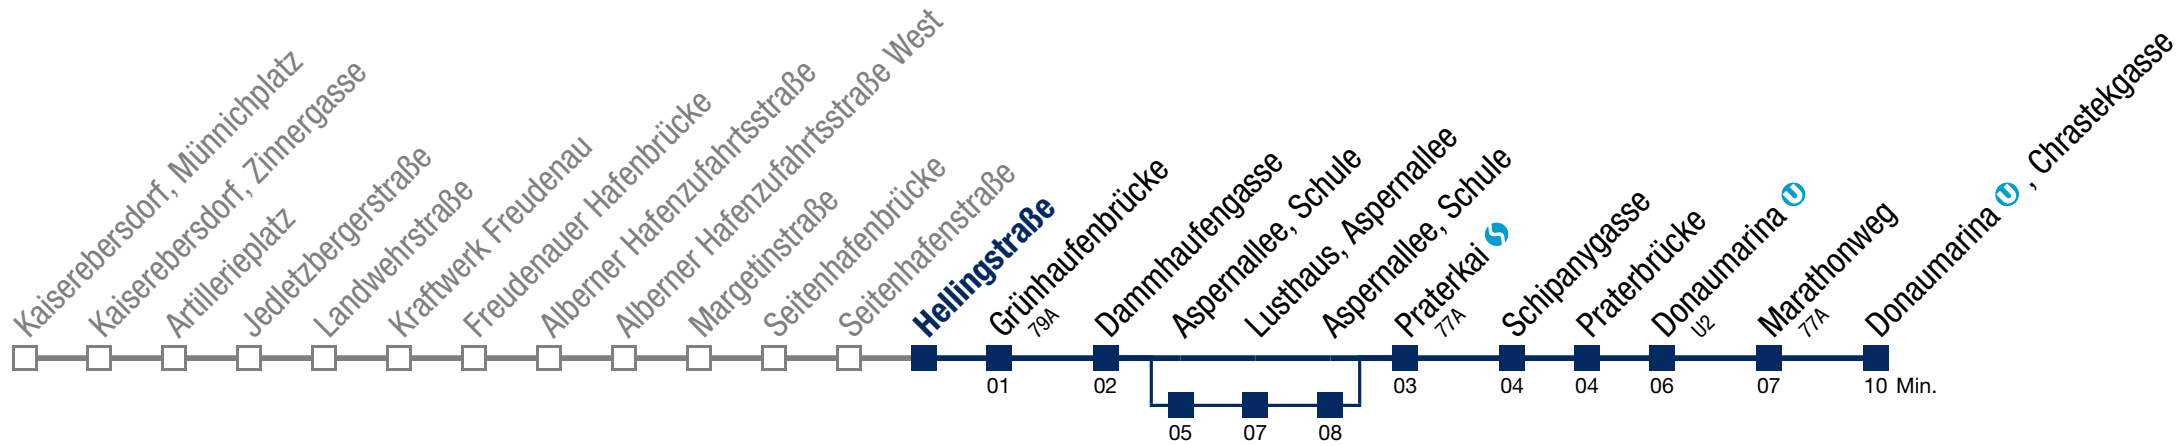 Kaiserebersdorf, Münnichplatz
Kaiserebersdorf, Zinnergasse
Artillerieplatz
Jedletzbergerstraße
Landwehrstraße
Kraftwerk Freudenau
Freudenauer Hafenbrücke
Alberner Hafenzufahrtsstraße
Alberner Hafenzufahrtsstraße West
Margetinstraße
Seitenhafenbrücke
Seitenhafenstraße
Hellingstraße
Grünhaufenbrücke
79A
Dammhaufengasse
Aspernallee, Schule
Lusthaus, Aspernallee
Aspernallee, Schule
Praterkai
77A
Schipanygasse
Praterbrücke
Donaumarina U
U2
Marathonweg
77A
Donaumarina U, Chrastekgasse
01
02
03
04
04
06
07
10 Min.
05
07
08